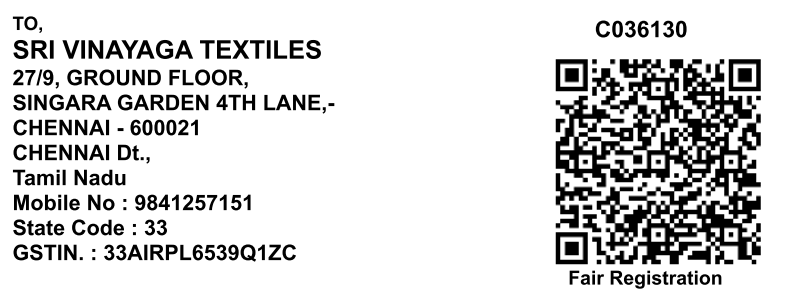 TO,
SRI VINAYAGA TEXTILES
27/9, GROUND FLOOR,
SINGARA GARDEN 4TH LANE,-
CHENNAI - 600021
CHENNAI Dt.,
Tamil Nadu
Mobile No : 9841257151
State Code : 33
GSTIN. : 33AIRPL6539Q1ZC
C036130
Fair Registration